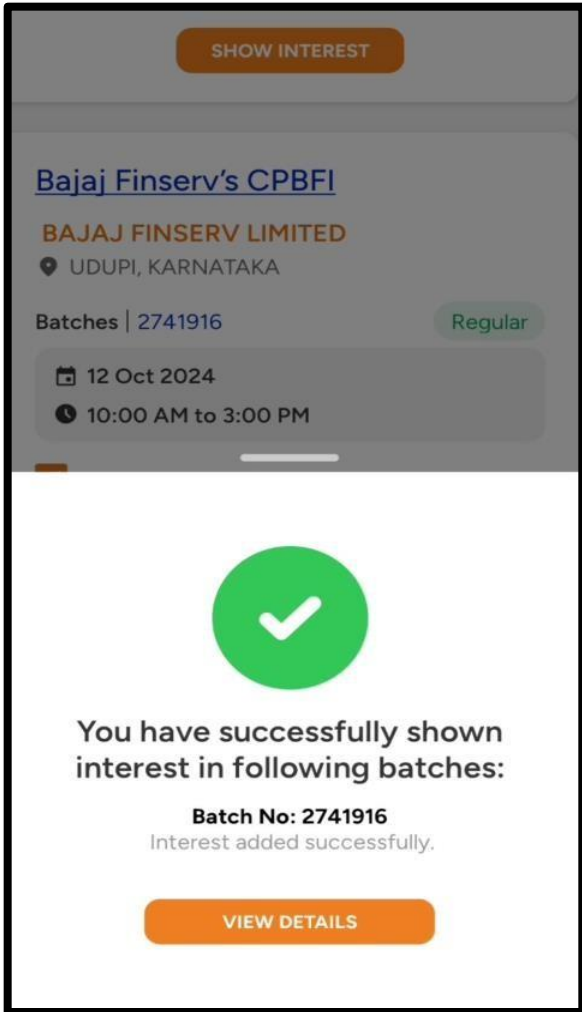 SHOW INTEREST
Bajaj Finserv's CPBFI
BAJAJ FINSERV LIMITED
UDUPI, KARNATAKA
Batches | 2741916 Regular
12 Oct 2024
10:00 AM to 3:00 PM
You have successfully shown
interest in following batches:
Batch No: 2741916
Interest added successfully.
VIEW DETAILS